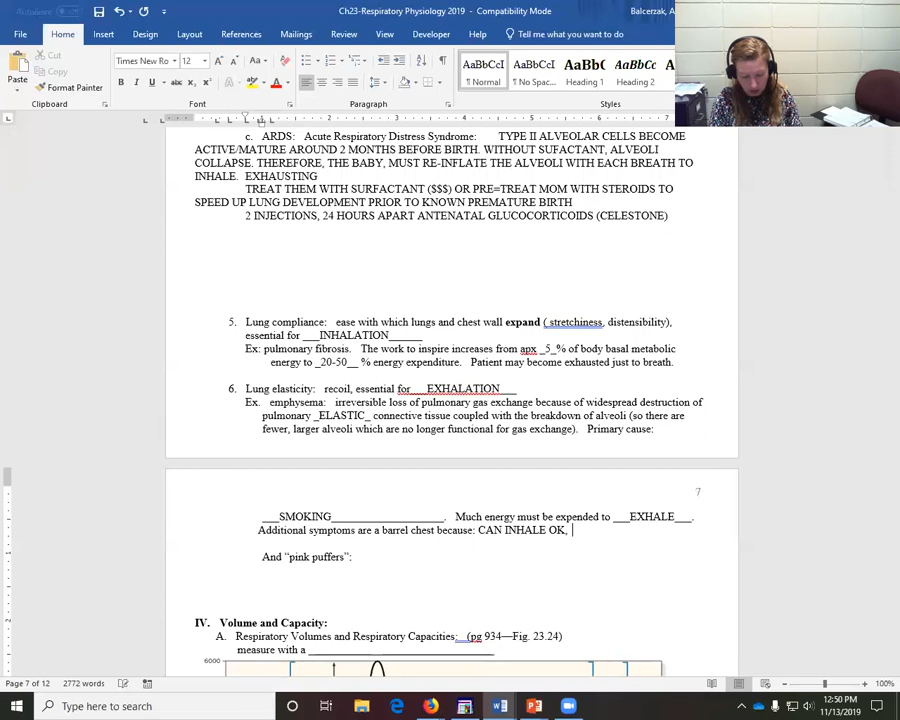 Ch23-Respiratory Physiology 2019 - Compatibility Mode
Balcerzak, A
File Home Insert Design Layout References Mailings Review View Developer Help Tell me what you want to do
Paste
Cut
Copy
Format Painter
Clipboard
Times New Ro 12
Font
Paragraph
AaBbCcI AaBbCcI AaBbC AaBbCcI AaBbCcI
¶ Normal ¶ No Spac... Heading 1 Heading 2
Styles
c. ARDS: Acute Respiratory Distress Syndrome: TYPE II ALVEOLAR CELLS BECOME
ACTIVE/MATURE AROUND 2 MONTHS BEFORE BIRTH. WITHOUT SUFACTANT, ALVEOLI
COLLAPSE. THEREFORE, THE BABY, MUST RE-INFLATE THE ALVEOLI WITH EACH BREATH TO
INHALE. EXHAUSTING
TREAT THEM WITH SURFACTANT ($$$) OR PRE=TREAT MOM WITH STEROIDS TO
SPEED UP LUNG DEVELOPMENT PRIOR TO KNOWN PREMATURE BIRTH
2 INJECTIONS, 24 HOURS APART ANTENATAL GLUCOCORTICOIDS (CELESTONE)
5. Lung compliance: ease with which lungs and chest wall expand ( stretchiness, distensibility),
essential for ___INHALATION______
Ex: pulmonary fibrosis. The work to inspire increases from apx _5_% of body basal metabolic
energy to _20-50__ % energy expenditure. Patient may become exhausted just to breath.
6. Lung elasticity: recoil, essential for___EXHALATION___
Ex. emphysema: irreversible loss of pulmonary gas exchange because of widespread destruction of
pulmonary _ELASTIC_ connective tissue coupled with the breakdown of alveoli (so there are
fewer, larger alveoli which are no longer functional for gas exchange). Primary cause:
7
___SMOKING____________________. Much energy must be expended to ___EXHALE___.
Additional symptoms are a barrel chest because: CAN INHALE OK,
And “pink puffers”:
IV. Volume and Capacity:
A. Respiratory Volumes and Respiratory Capacities: (pg 934—Fig. 23.24)
measure with a _________________________________
6000
Page 7 of 12 2772 words 100%
Type here to search
12:50 PM
11/13/2019